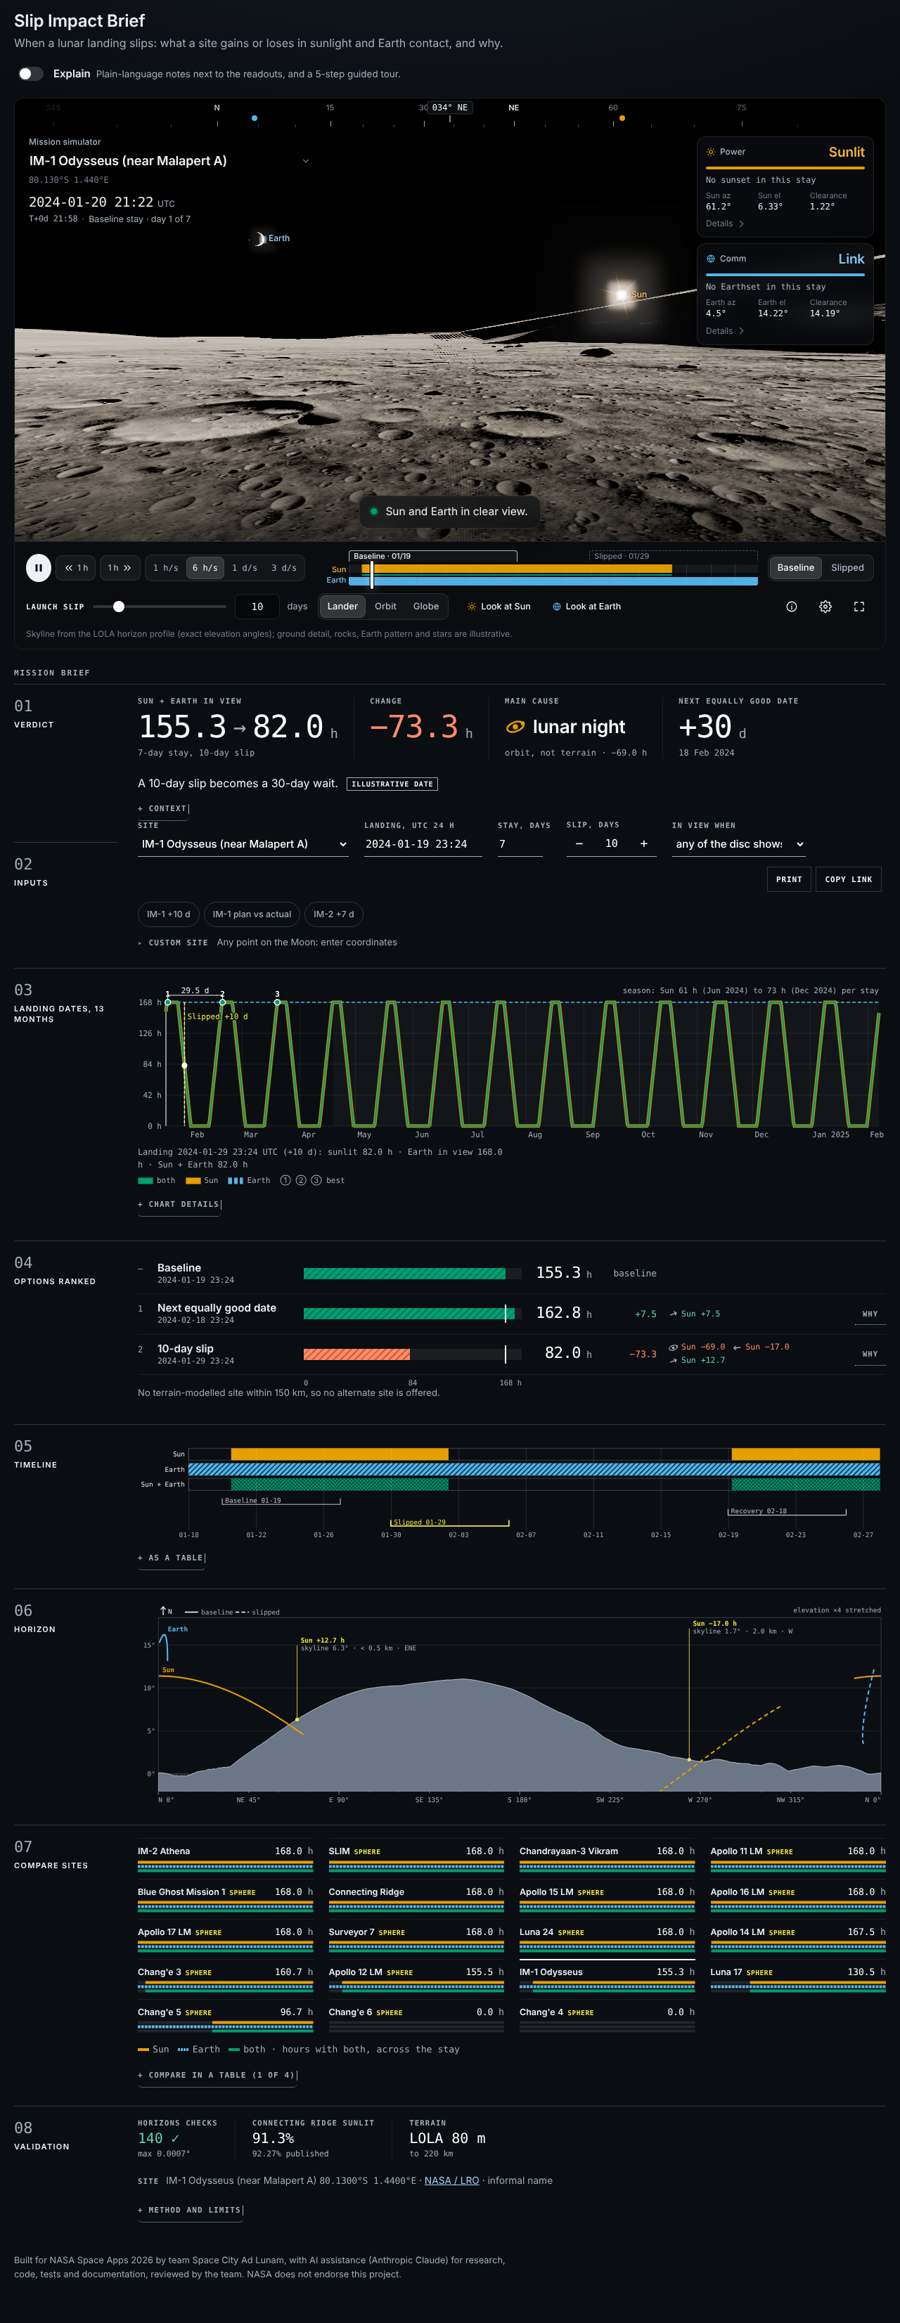 Slip Impact Brief
When a lunar landing slips: what a site gains or loses in sunlight and Earth contact, and why.
Explain Plain-language notes next to the readouts, and a 5-step guided tour.
345 N 15 30 034° NE NE 60 75
Mission simulator
IM-1 Odysseus (near Malapert A)
80.130°S 1.440°E
2024-01-20 21:22 UTC
T+0d 21:58 · Baseline stay · day 1 of 7
Power Sunlit
No sunset in this stay
Sun az Sun el Clearance
61.2° 6.33° 1.22°
Details
Comm Link
No Earthset in this stay
Earth az Earth el Clearance
4.5° 14.22° 14.19°
Details
Earth
Sun
Sun and Earth in clear view.
1h 1h 1 h/s 6 h/s 1 d/s 3 d/s
Baseline · 01/19 Slipped · 01/29
Sun
Earth
Baseline Slipped
LAUNCH SLIP 10 days Lander Orbit Globe Look at Sun Look at Earth
Skyline from the LOLA horizon profile (exact elevation angles); ground detail, rocks, Earth pattern and stars are illustrative.
MISSION BRIEF
01
VERDICT
SUN + EARTH IN VIEW CHANGE MAIN CAUSE NEXT EQUALLY GOOD DATE
155.3 → 82.0 h −73.3 h lunar night +30 d
7-day stay, 10-day slip orbit, not terrain · −69.0 h 18 Feb 2024
A 10-day slip becomes a 30-day wait. ILLUSTRATIVE DATE
+ CONTEXT
02
INPUTS
SITE LANDING, UTC 24 H STAY, DAYS SLIP, DAYS IN VIEW WHEN
IM-1 Odysseus (near Malapert A) 2024-01-19 23:24 7 − 10 + any of the disc shows
PRINT COPY LINK
IM-1 +10 d IM-1 plan vs actual IM-2 +7 d
▸ CUSTOM SITE Any point on the Moon: enter coordinates
03
LANDING DATES, 13 MONTHS
1 29.5 d 2 3 season: Sun 61 h (Jun 2024) to 73 h (Dec 2024) per stay
168 h
Slipped +10 d
126 h
84 h
42 h
0 h
Feb Mar Apr May Jun Jul Aug Sep Oct Nov Dec Jan 2025 Feb
Landing 2024-01-29 23:24 UTC (+10 d): sunlit 82.0 h · Earth in view 168.0
h · Sun + Earth 82.0 h
both Sun Earth ① ② ③ best
+ CHART DETAILS
04
OPTIONS RANKED
— Baseline 155.3 h baseline
2024-01-19 23:24
1 Next equally good date 162.8 h +7.5 Sun +7.5 WHY
2024-02-18 23:24
2 10-day slip 82.0 h −73.3 Sun −69.0 ← Sun −17.0 WHY
2024-01-29 23:24 Sun +12.7
0 84 168 h
No terrain-modelled site within 150 km, so no alternate site is offered.
05
TIMELINE
Sun
Earth
Sun + Earth
Baseline 01-19
Recovery 02-18
Slipped 01-29
01-18 01-22 01-26 01-30 02-03 02-07 02-11 02-15 02-19 02-23 02-27
+ AS A TABLE
06
HORIZON
↑N baseline slipped elevation ×4 stretched
Earth
Sun −17.0 h
skyline 1.7° · 2.0 km · W
Sun +12.7 h
skyline 6.3° · < 0.5 km · ENE
15°
Sun
10°
5°
0°
N 0° NE 45° E 90° SE 135° S 180° SW 225° W 270° NW 315° N 0°
07
COMPARE SITES
IM-2 Athena 168.0 h SLIM SPHERE 168.0 h Chandrayaan-3 Vikram 168.0 h Apollo 11 LM SPHERE 168.0 h
Blue Ghost Mission 1 SPHERE 168.0 h Connecting Ridge 168.0 h Apollo 15 LM SPHERE 168.0 h Apollo 16 LM SPHERE 168.0 h
Apollo 17 LM SPHERE 168.0 h Surveyor 7 SPHERE 168.0 h Luna 24 SPHERE 168.0 h Apollo 14 LM SPHERE 167.5 h
Chang'e 3 SPHERE 160.7 h Apollo 12 LM SPHERE 155.5 h IM-1 Odysseus 155.3 h Luna 17 SPHERE 130.5 h
Chang'e 5 SPHERE 96.7 h Chang'e 6 SPHERE 0.0 h Chang'e 4 SPHERE 0.0 h
Sun Earth both · hours with both, across the stay
+ COMPARE IN A TABLE (1 OF 4)
08
VALIDATION
HORIZONS CHECKS CONNECTING RIDGE SUNLIT TERRAIN
140 ✓ 91.3% LOLA 80 m
max 0.0007° 92.27% published to 220 km
SITE IM-1 Odysseus (near Malapert A) 80.1300°S 1.4400°E · NASA / LRO · informal name
+ METHOD AND LIMITS
Built for NASA Space Apps 2026 by team Space City Ad Lunam, with AI assistance (Anthropic Claude) for research,
code, tests and documentation, reviewed by the team. NASA does not endorse this project.